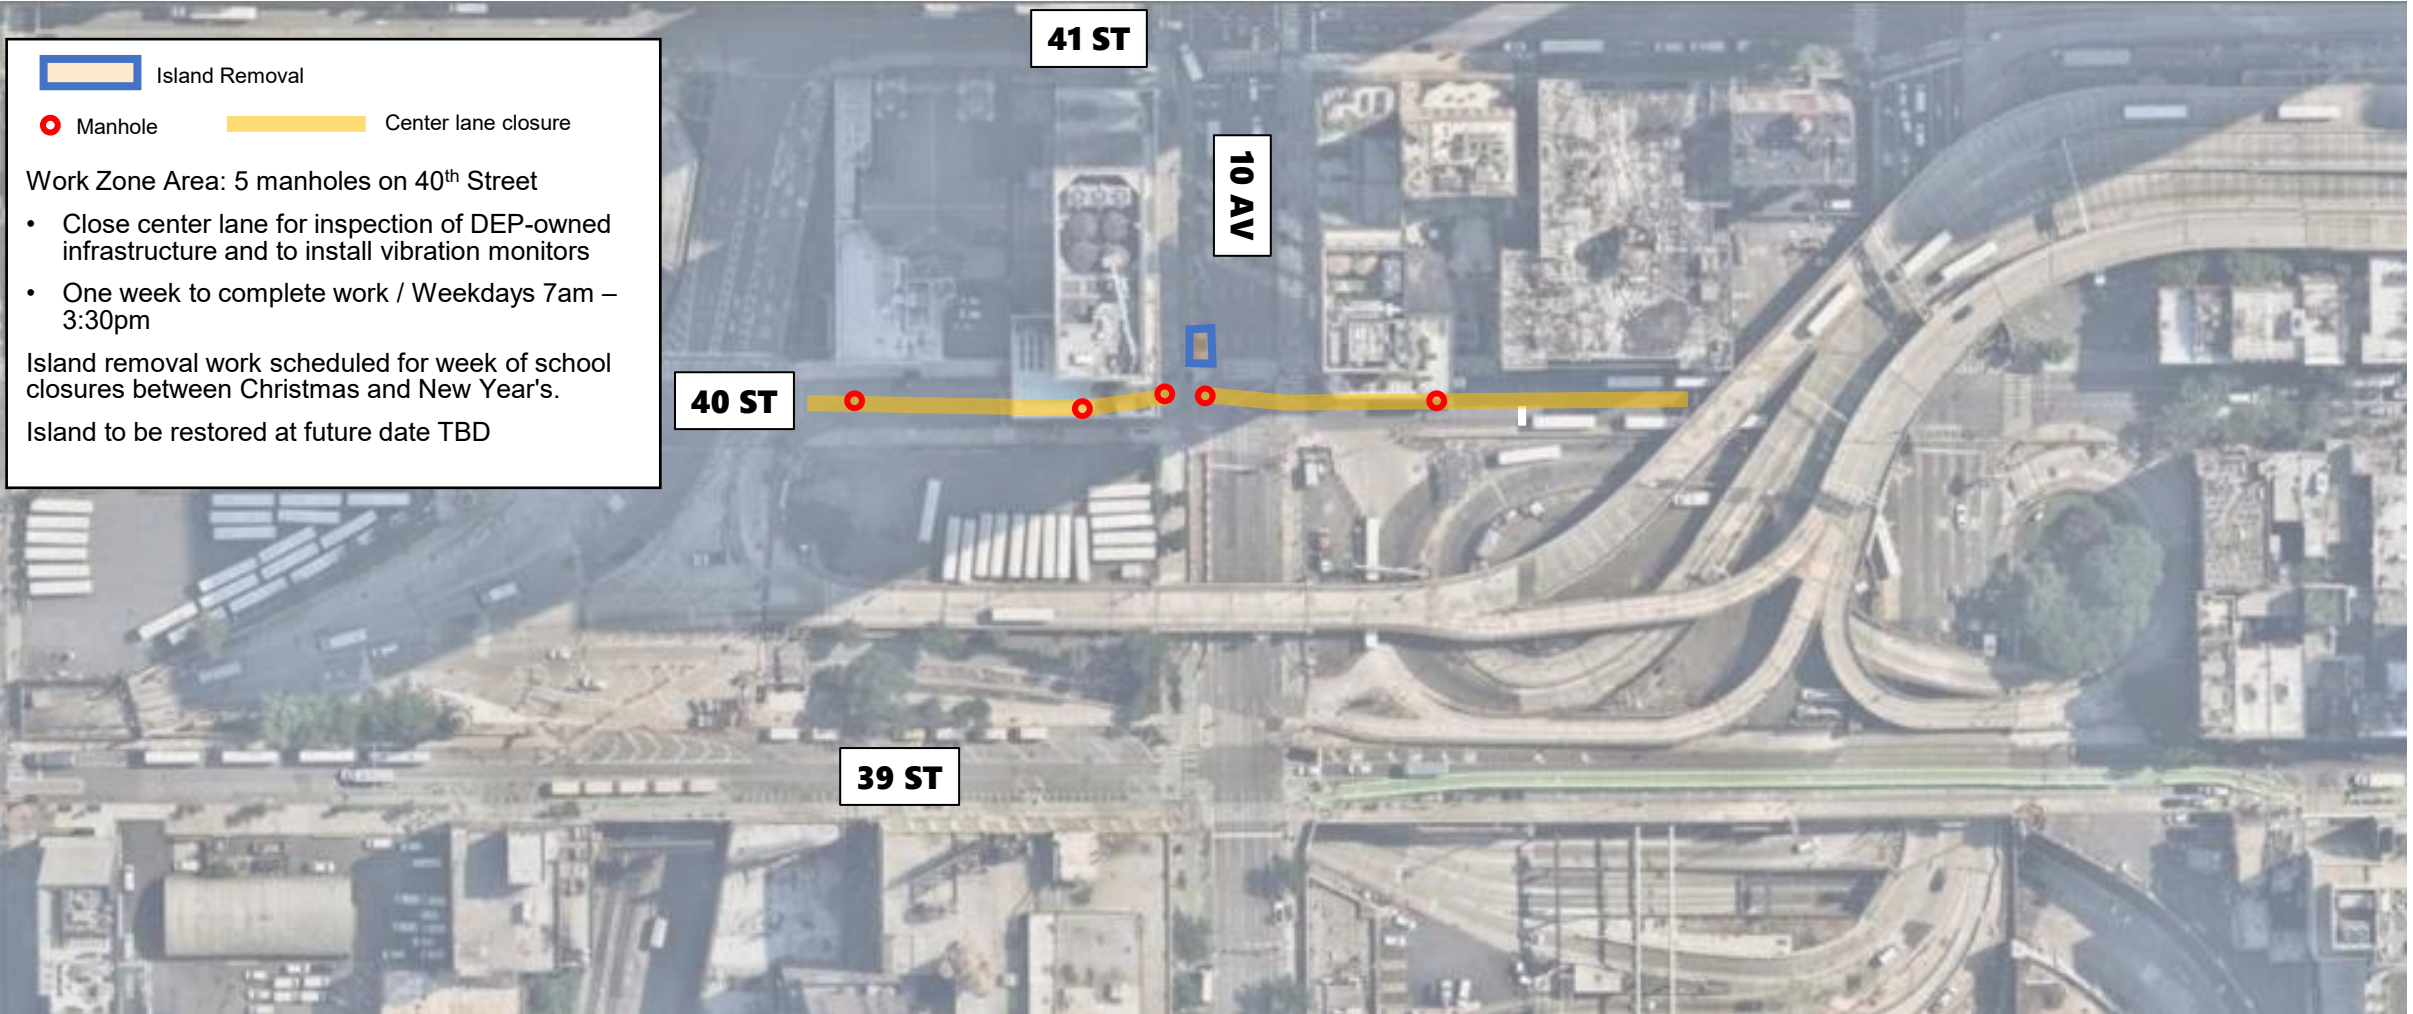 41 ST
Island Removal
Manhole
Center lane closure
10 AV
Work Zone Area: 5 manholes on 40th Street
• Close center lane for inspection of DEP-owned
infrastructure and to install vibration monitors
• One week to complete work / Weekdays 7am –
3:30pm
Island removal work scheduled for week of school
closures between Christmas and New Year's.
Island to be restored at future date TBD
40 ST
39 ST